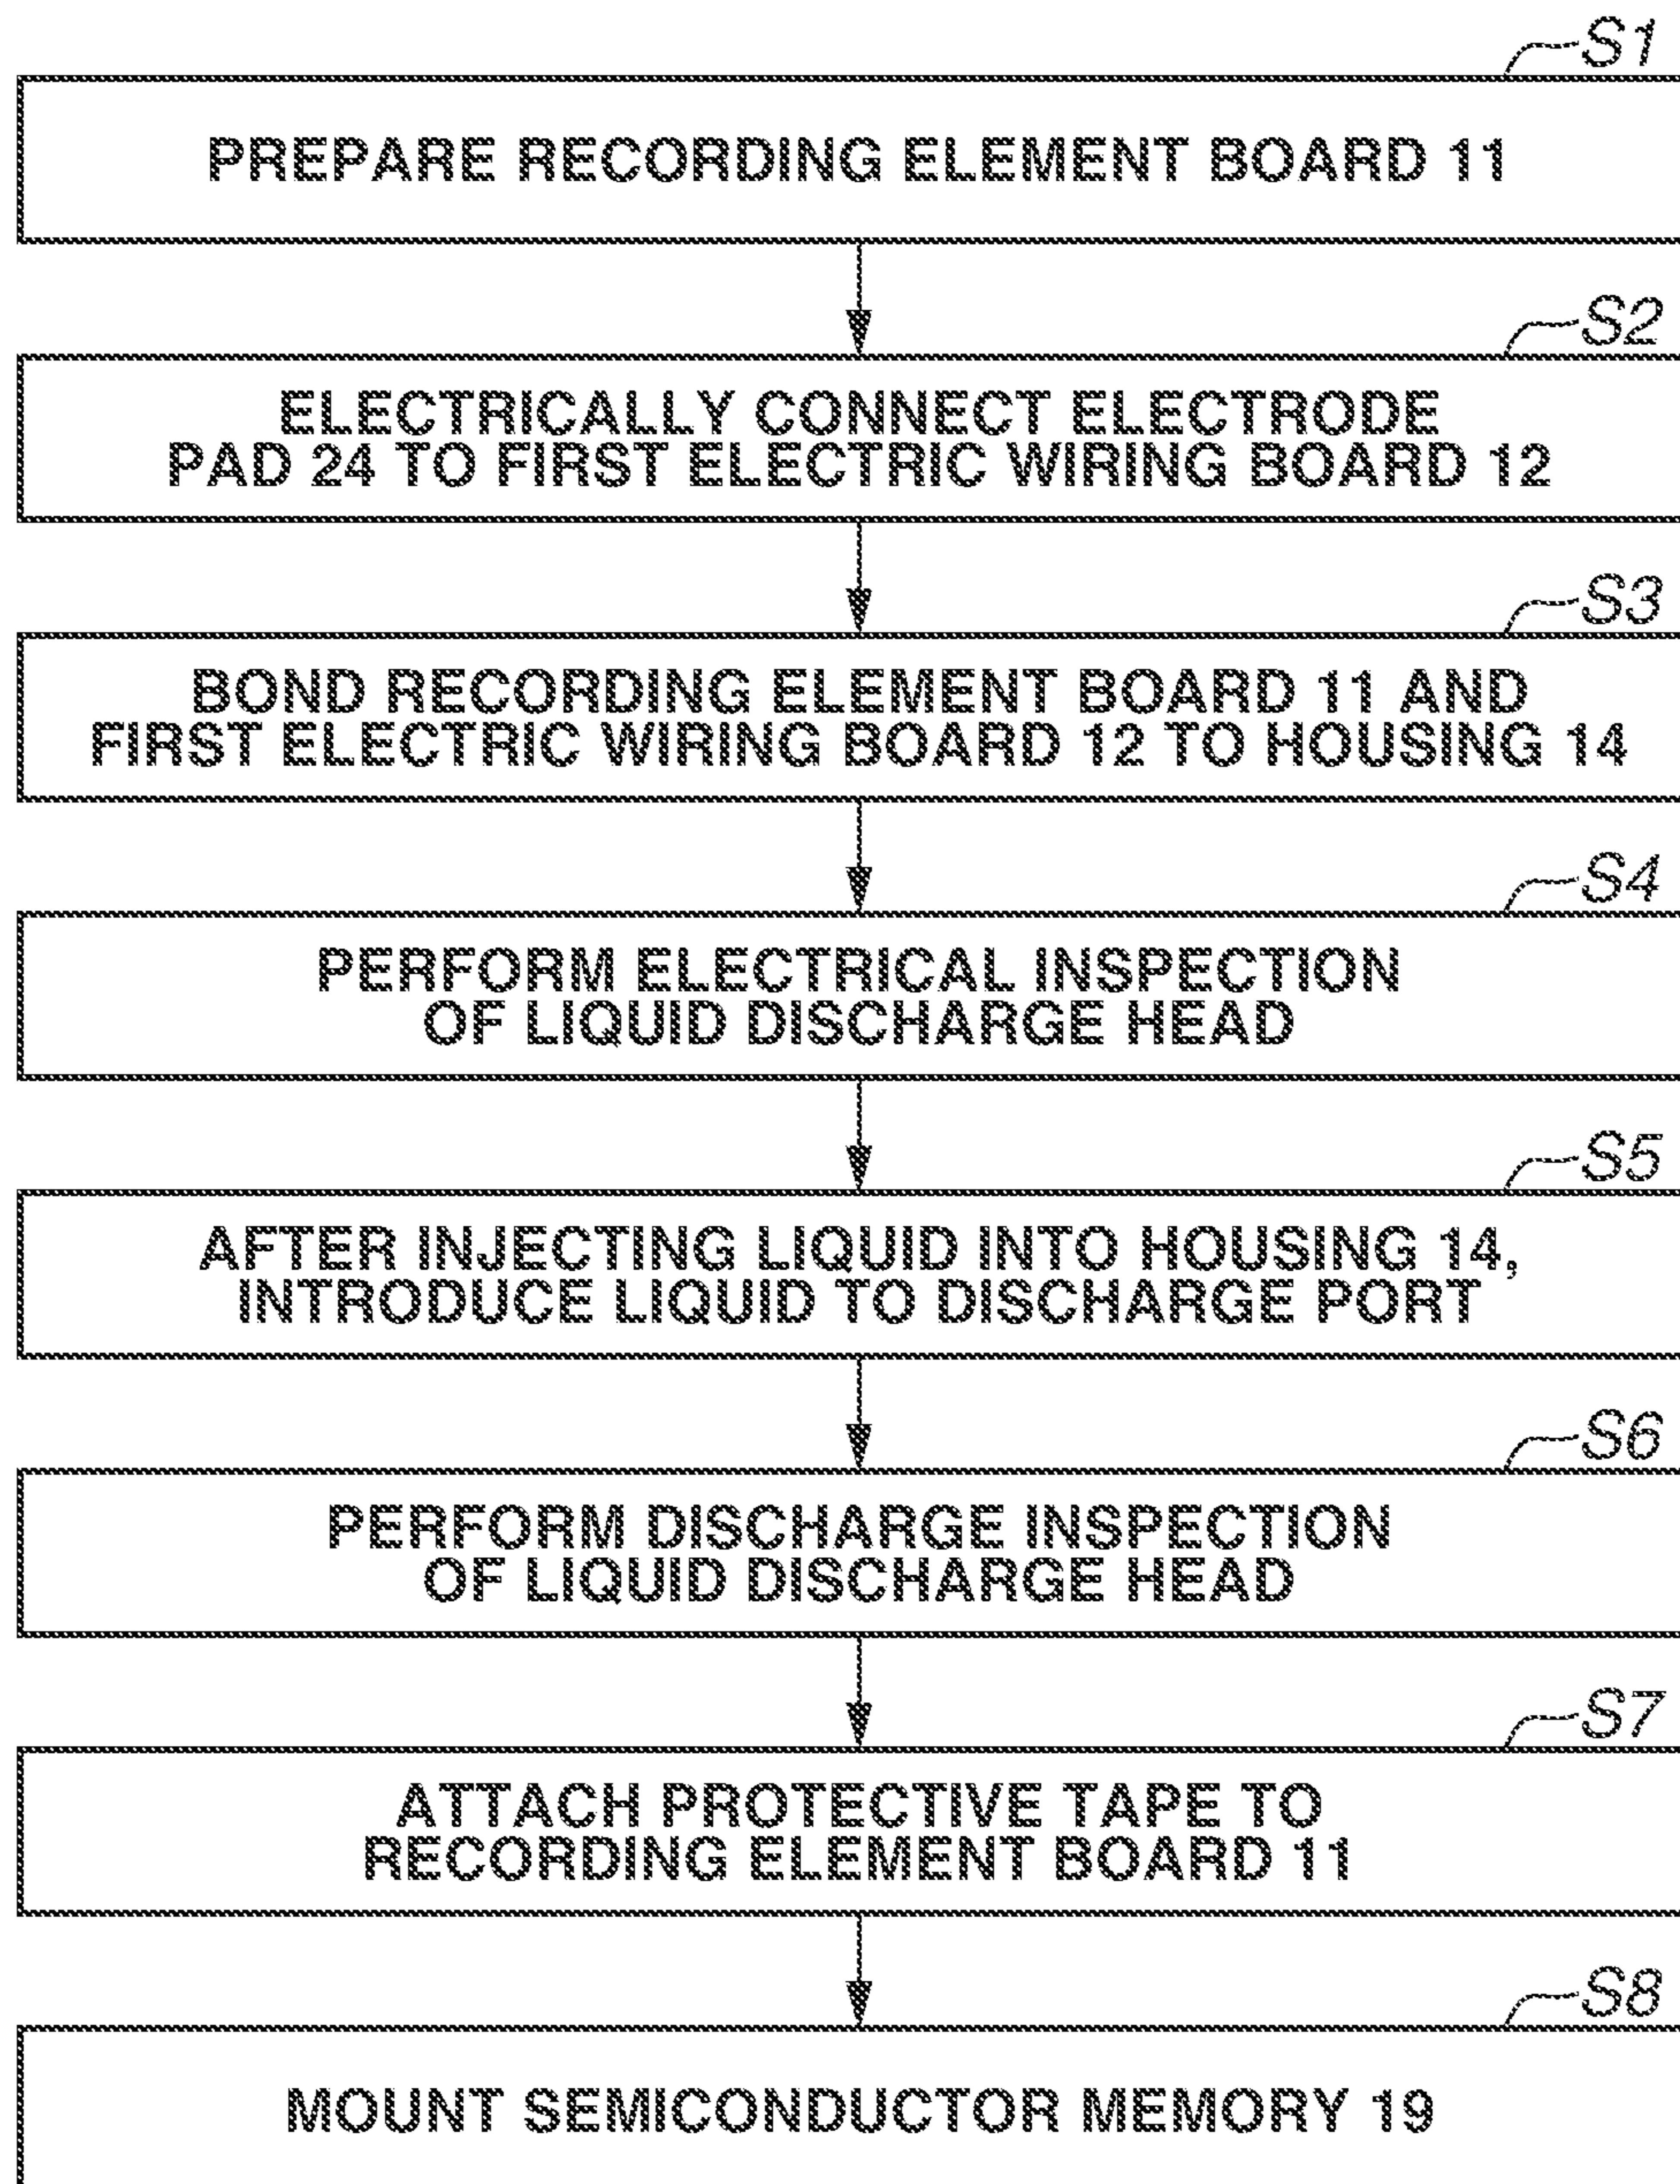 S1
PREPARE RECORDING ELEMENT BOARD 11
S2
ELECTRICALLY CONNECT ELECTRODE
PAD 24 TO FIRST ELECTRIC WIRING BOARD 12
S3
BOND RECORDING ELEMENT BOARD 11 AND
FIRST ELECTRIC WIRING BOARD 12 TO HOUSING 14
S4
PERFORM ELECTRICAL INSPECTION
OF LIQUID DISCHARGE HEAD
S5
AFTER INJECTING LIQUID INTO HOUSING 14,
INTRODUCE LIQUID TO DISCHARGE PORT
S6
PERFORM DISCHARGE INSPECTION
OF LIQUID DISCHARGE HEAD
S7
ATTACH PROTECTIVE TAPE TO
RECORDING ELEMENT BOARD 11
S8
MOUNT SEMICONDUCTOR MEMORY 19